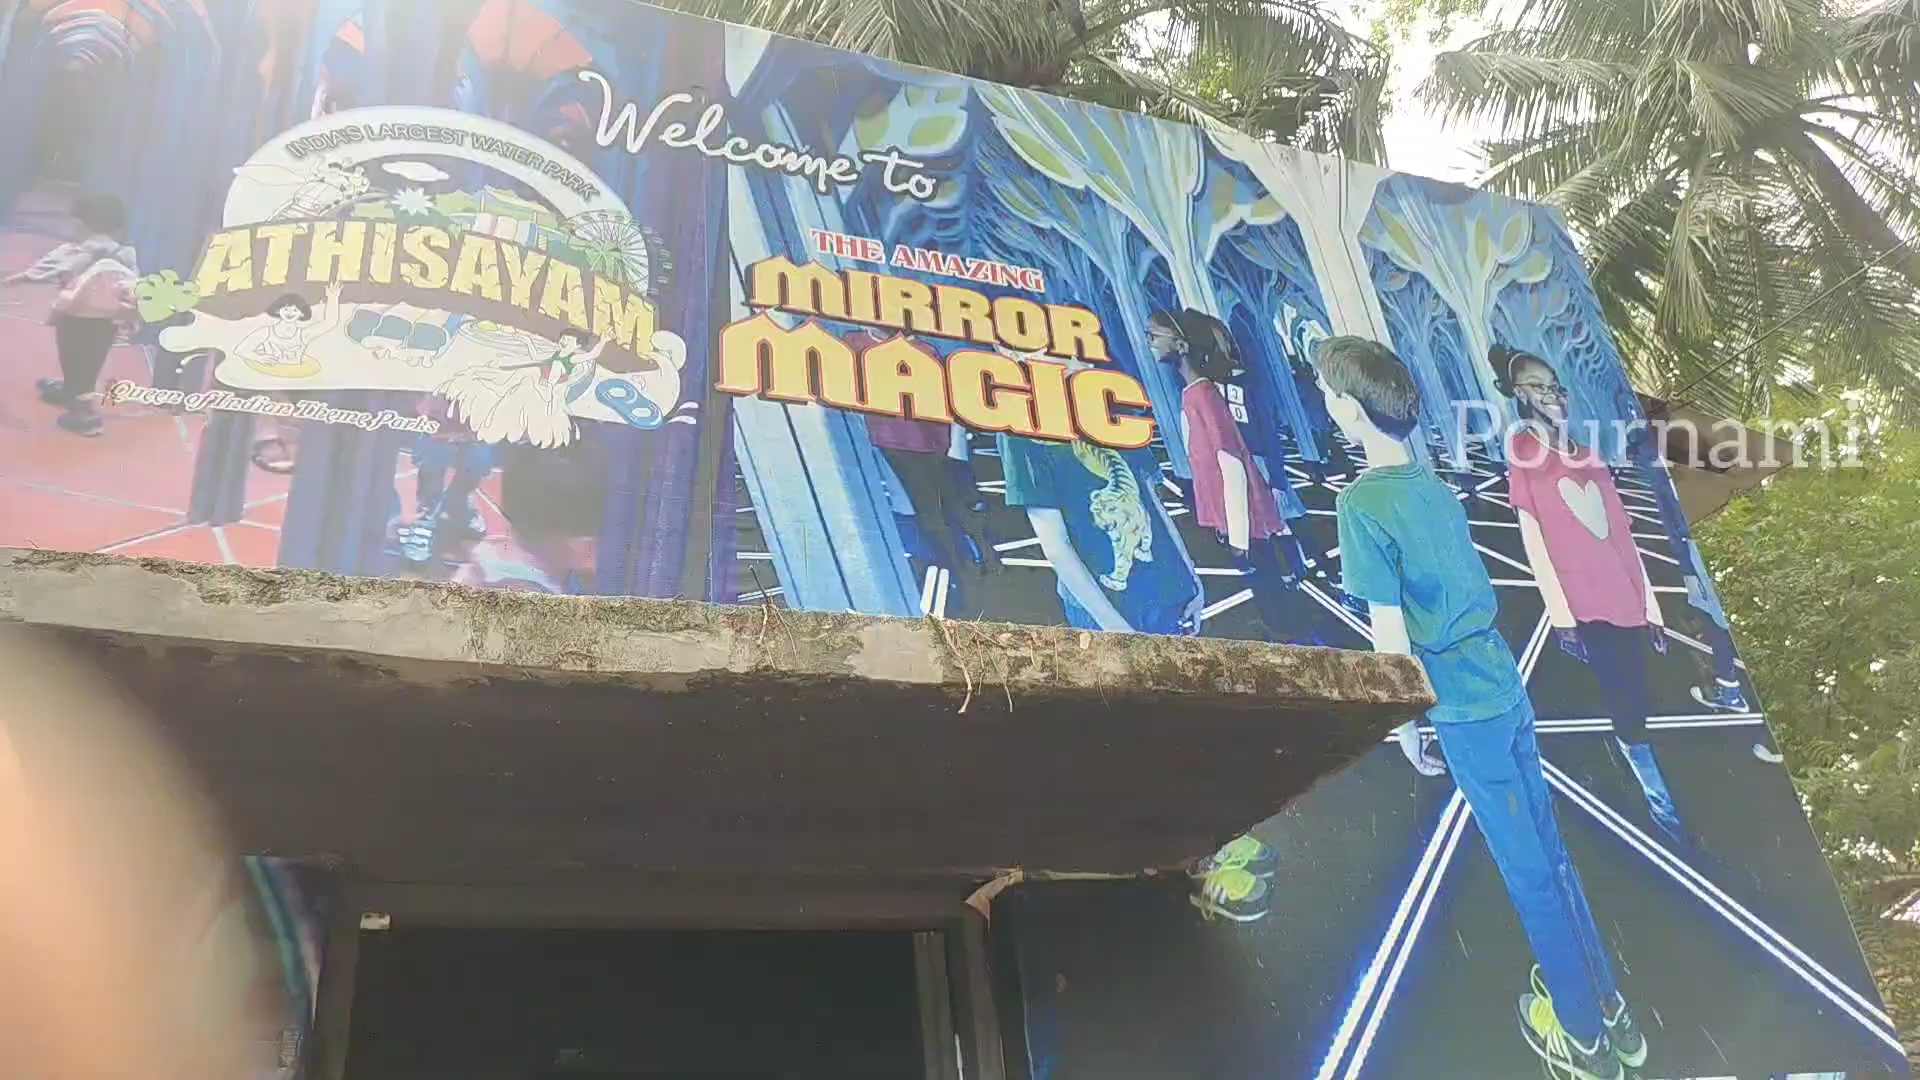 INDIA'S LARGEST WATER PARK
ATHISAYAM
Queen of Indian Theme Parks
Welcome to
THE AMAZING
MIRROR
MAGIC
Pournami